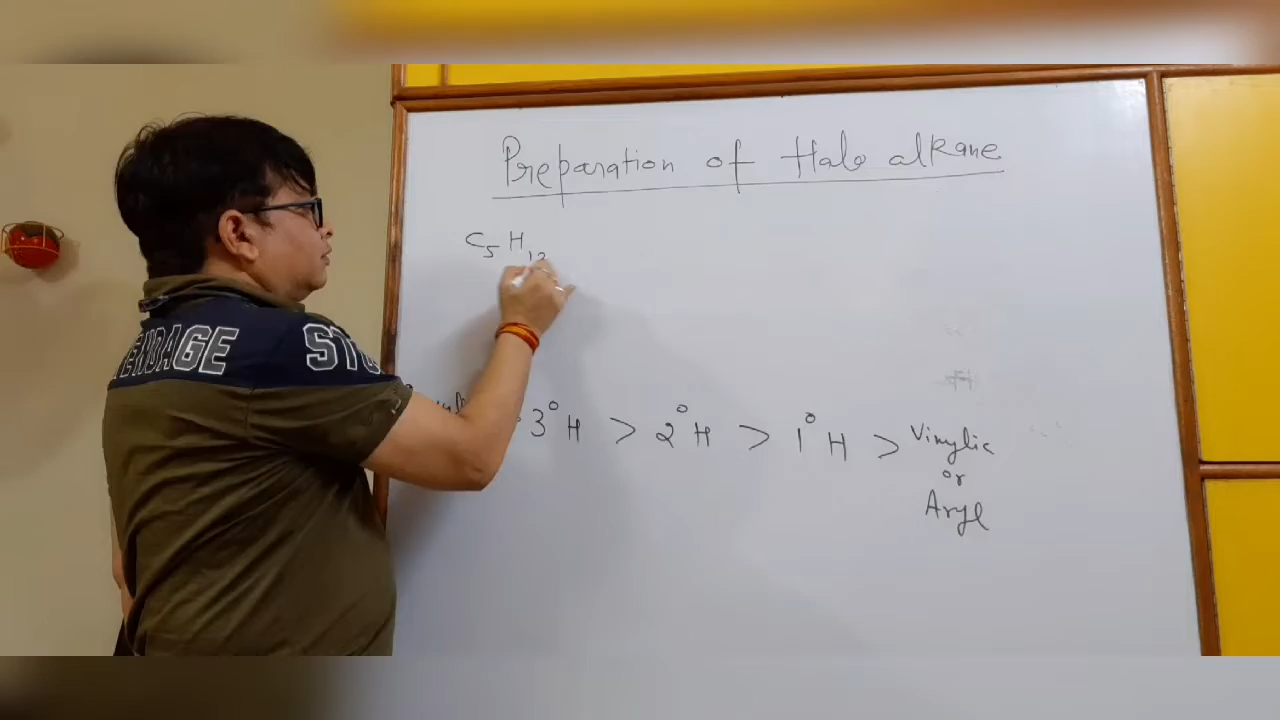 Preparation of Halo alkane
C5 H12
3° H > 2° H > 1° H > Vinylic
or
Aryl